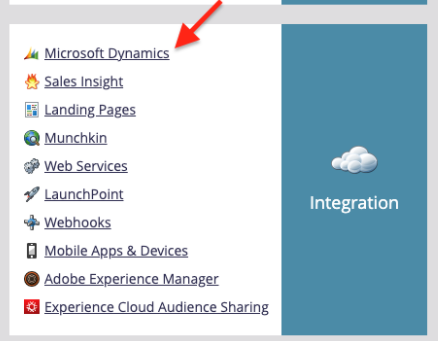 Microsoft Dynamics
Sales Insight
Landing Pages
Munchkin
Web Services
LaunchPoint
Webhooks
Mobile Apps & Devices
Adobe Experience Manager
Experience Cloud Audience Sharing
Integration